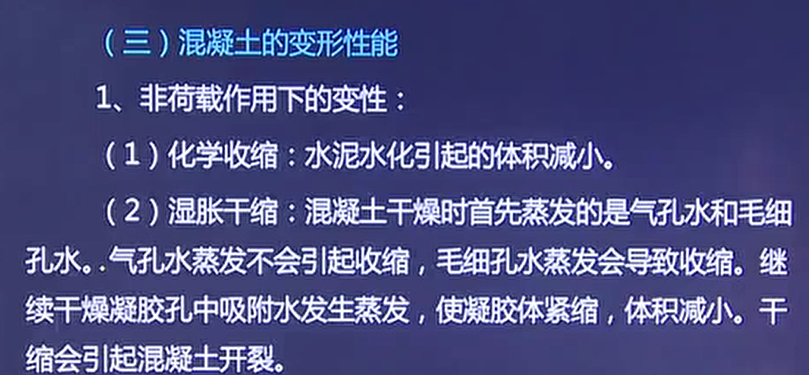 （三）混凝土的变形性能
1、非荷载作用下的变性：
（1）化学收缩：水泥水化引起的体积减小。
（2）湿胀干缩：混凝土干燥时首先蒸发的是气孔水和毛细
孔水。. 气孔水蒸发不会引起收缩，毛细孔水蒸发会导致收缩。继
续干燥凝胶孔中吸附水发生蒸发，使凝胶体紧缩，体积减小。干
缩会引起混凝土开裂。